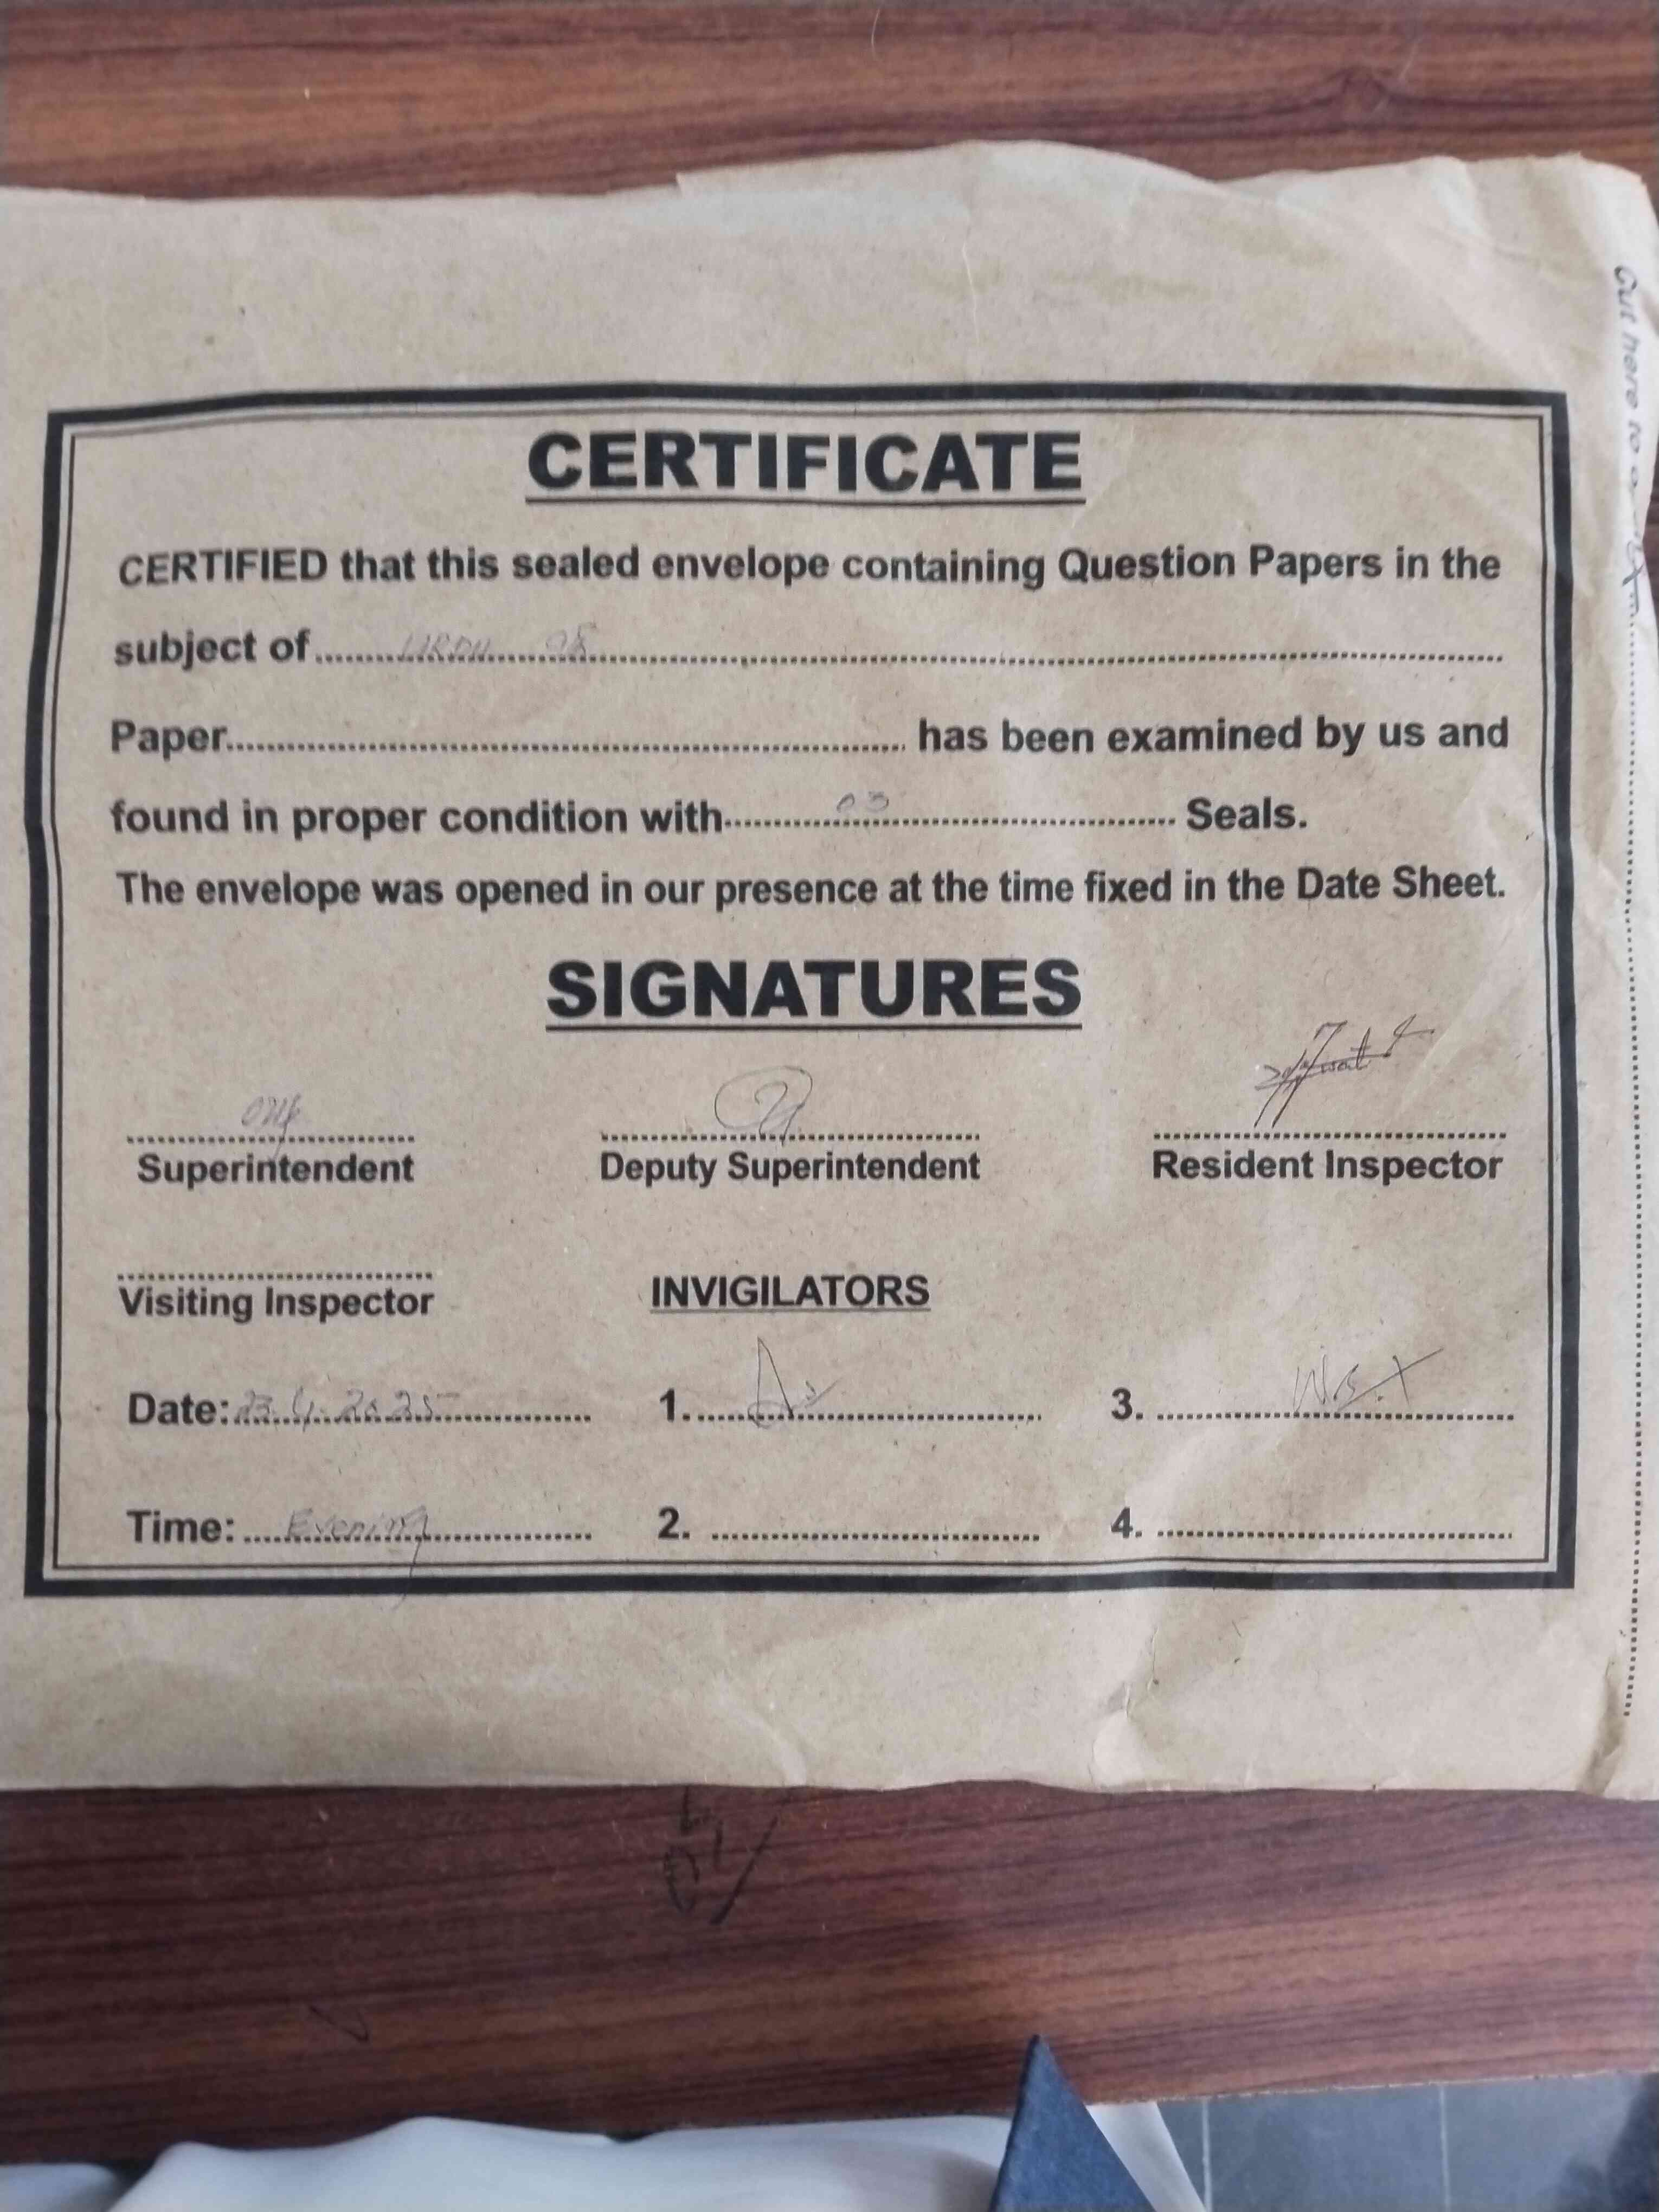 CERTIFICATE
CERTIFIED that this sealed envelope containing Question Papers in the
subject of........URDU.....98........................
Paper........................ has been examined by us and
found in proper condition with........03................ Seals.
The envelope was opened in our presence at the time fixed in the Date Sheet.
SIGNATURES
Superintendent Deputy Superintendent Resident Inspector
Visiting Inspector INVIGILATORS
Date: 23.4.2025 1. 3.
Time: Evening 2. 4.
Cut here to